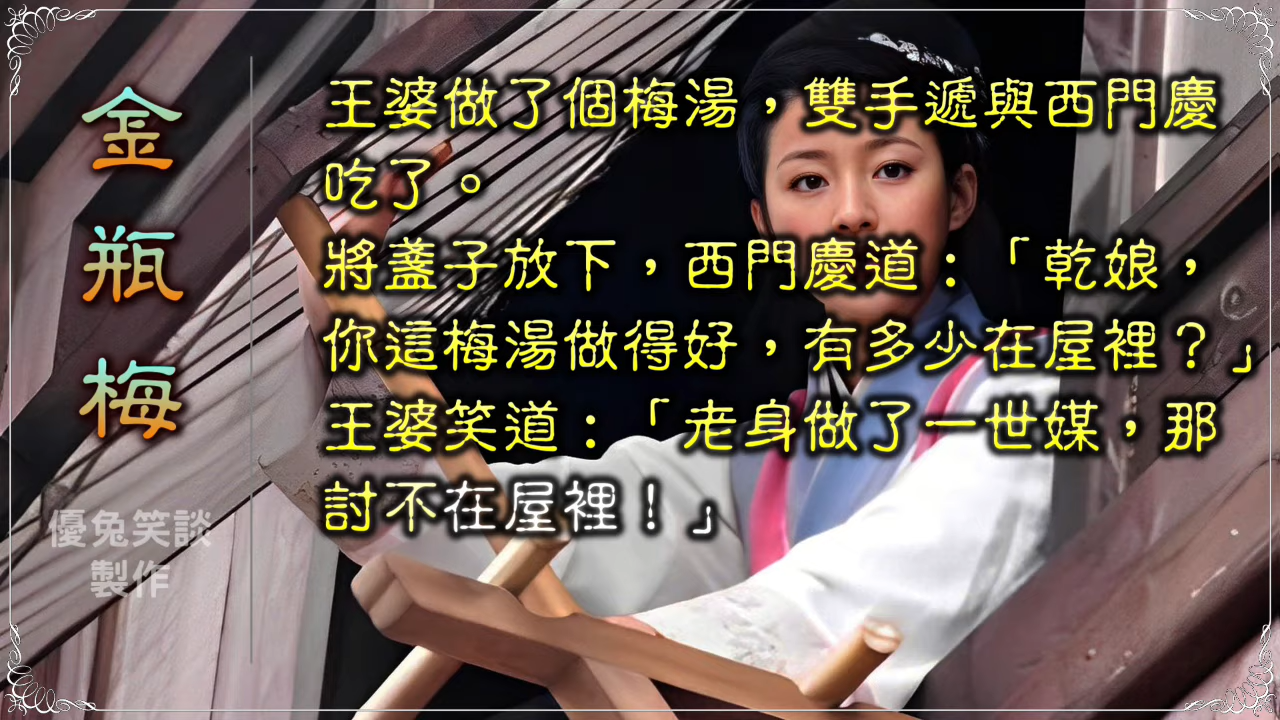 金瓶梅
王婆做了個梅湯，雙手遞與西門慶
吃了。
將盞子放下，西門慶道：「乾娘，
你這梅湯做得好，有多少在屋裡？」
王婆笑道：「老身做了一世媒，那
討不在屋裡！」
優兔笑談
製作